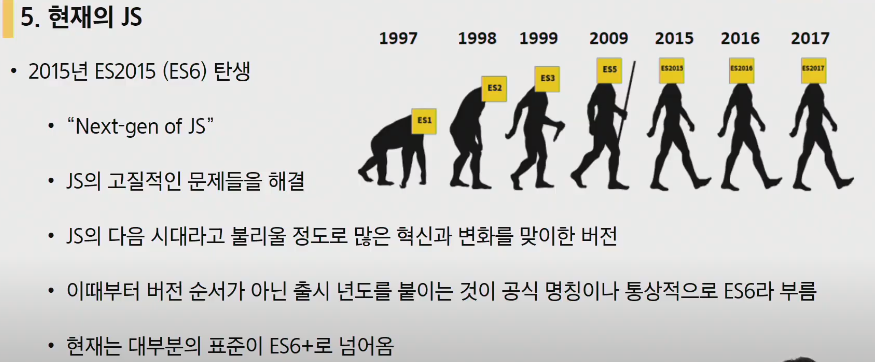 5. 현재의 JS
1997 1998 1999 2009 2015 2016 2017
ES1 ES2 ES3 ES5 ES2015 ES2016 ES2017
• 2015년 ES2015 (ES6) 탄생
• “Next-gen of JS”
• JS의 고질적인 문제들을 해결
• JS의 다음 시대라고 불리울 정도로 많은 혁신과 변화를 맞이한 버전
• 이때부터 버전 순서가 아닌 출시 년도를 붙이는 것이 공식 명칭이나 통상적으로 ES6라 부름
• 현재는 대부분의 표준이 ES6+로 넘어옴